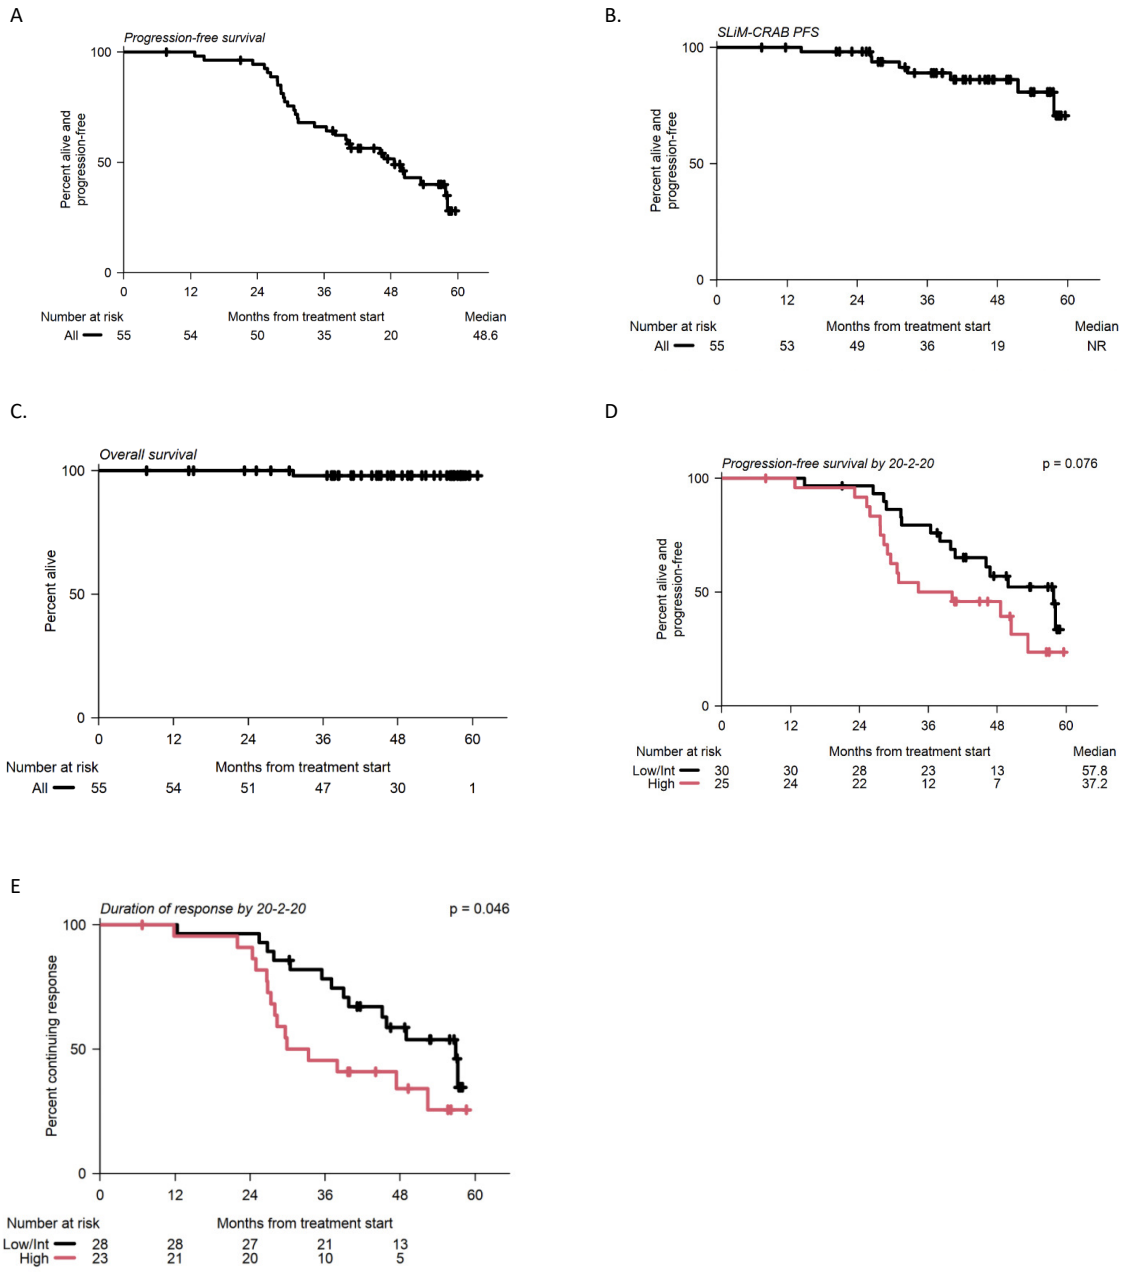 A
Progression-free survival
100
50
0
Percent alive and
progression-free
0 12 24 36 48 60
Number at risk Months from treatment start Median
All 55 54 50 35 20 48.6
B.
SLiM-CRAB PFS
100
50
0
Percent alive and
progression-free
0 12 24 36 48 60
Number at risk Months from treatment start Median
All 55 53 49 36 19 NR
C.
Overall survival
100
50
0
Percent alive
0 12 24 36 48 60
Number at risk Months from treatment start
All 55 54 51 47 30 1
D
Progression-free survival by 20-2-20 p = 0.076
100
50
0
Percent alive and
progression-free
0 12 24 36 48 60
Number at risk Months from treatment start Median
Low/Int 30 30 28 23 13 57.8
High 25 24 22 12 7 37.2
E
Duration of response by 20-2-20 p = 0.046
100
50
0
Percent continuing response
0 12 24 36 48 60
Number at risk Months from treatment start
Low/Int 28 28 27 21 13
High 23 21 20 10 5